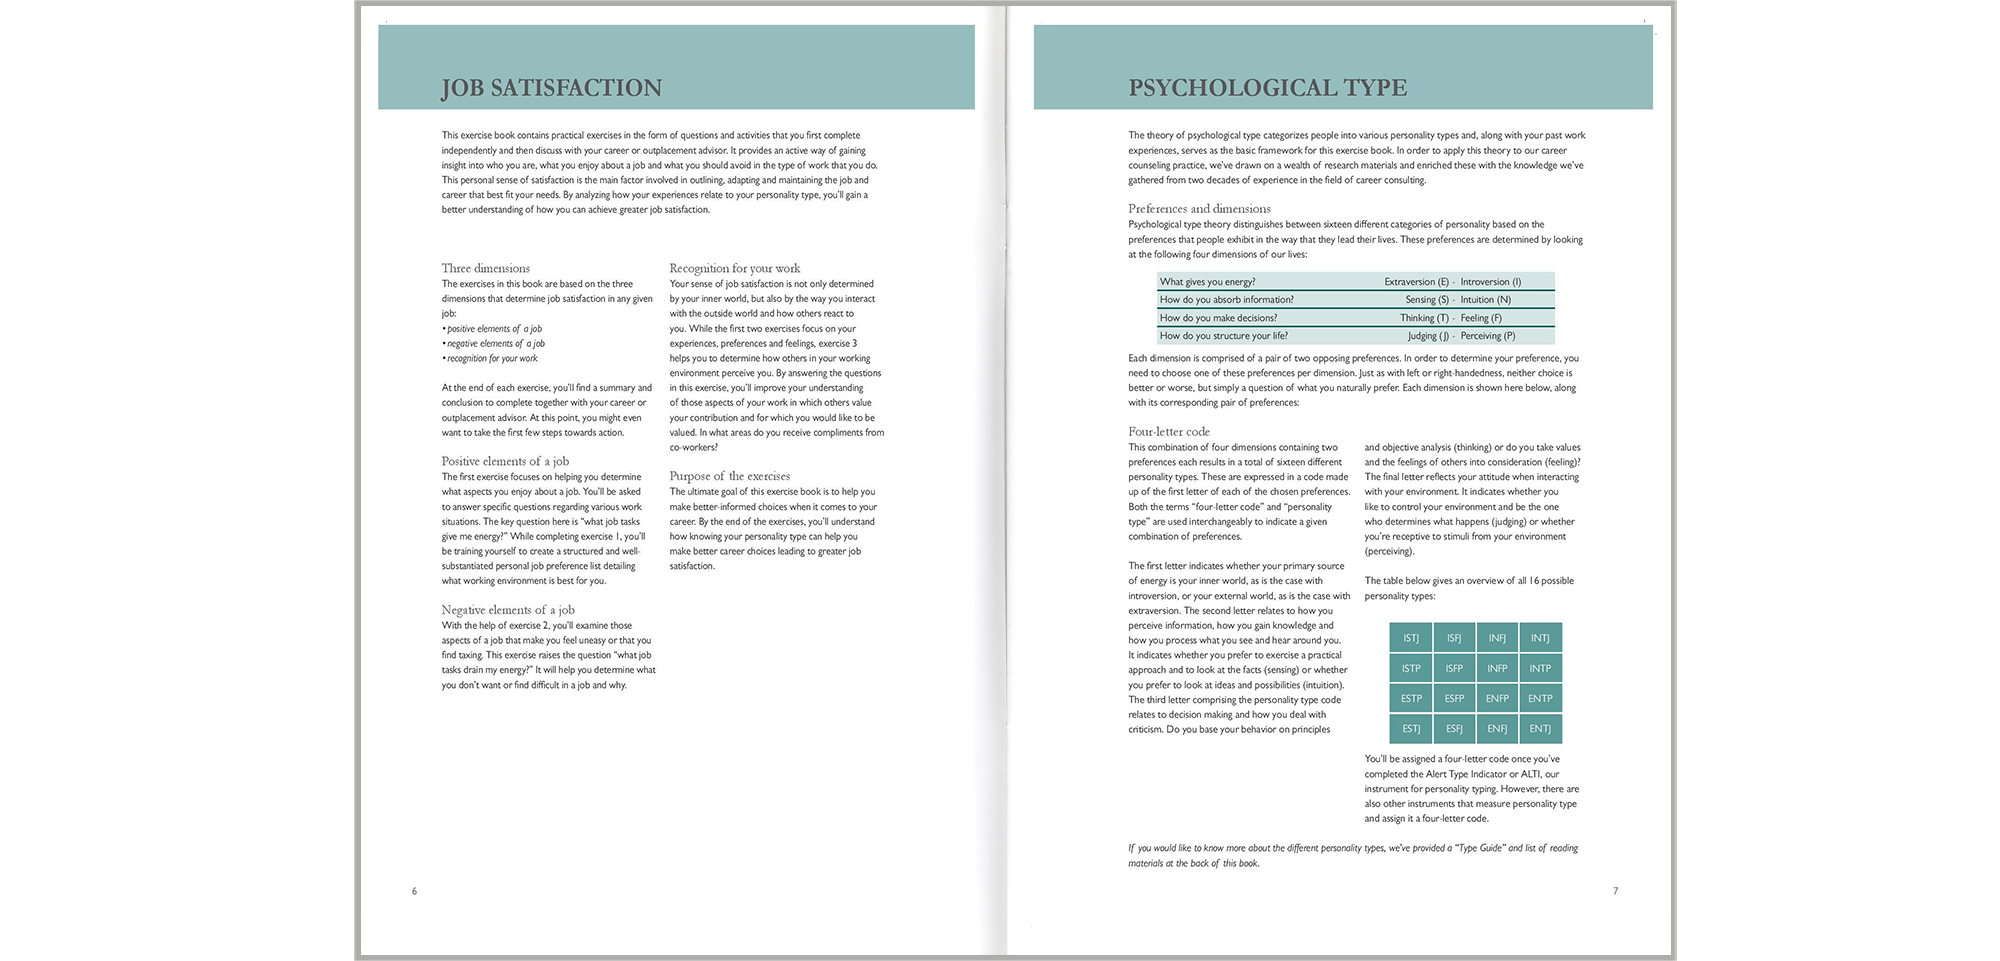 JOB SATISFACTION
This exercise book contains practical exercises in the form of questions and activities that you first complete
independently and then discuss with your career or outplacement advisor. It provides an active way of gaining
insight into who you are, what you enjoy about a job and what you should avoid in the type of work that you do.
This personal sense of satisfaction is the main factor involved in outlining, adapting and maintaining the job and
career that best fit your needs. By analyzing how your experiences relate to your personality type, you'll gain a
better understanding of how you can achieve greater job satisfaction.
Three dimensions
The exercises in this book are based on the three
dimensions that determine job satisfaction in any given
job:
• positive elements of a job
• negative elements of a job
• recognition for your work
At the end of each exercise, you'll find a summary and
conclusion to complete together with your career or
outplacement advisor. At this point, you might even
want to take the first few steps towards action.
Positive elements of a job
The first exercise focuses on helping you determine
what aspects you enjoy about a job. You'll be asked
to answer specific questions regarding various work
situations. The key question here is “what job tasks
give me energy?” While completing exercise 1, you'll
be training yourself to create a structured and well-
substantiated personal job preference list detailing
what working environment is best for you.
Negative elements of a job
With the help of exercise 2, you'll examine those
aspects of a job that make you feel uneasy or that you
find taxing. This exercise raises the question “what job
tasks drain my energy?” It will help you determine what
you don't want or find difficult in a job and why.
Recognition for your work
Your sense of job satisfaction is not only determined
by your inner world, but also by the way you interact
with the outside world and how others react to
you. While the first two exercises focus on your
experiences, preferences and feelings, exercise 3
helps you to determine how others in your working
environment perceive you. By answering the questions
in this exercise, you'll improve your understanding
of those aspects of your work in which others value
your contribution and for which you would like to be
valued. In what areas do you receive compliments from
co-workers?
Purpose of the exercises
The ultimate goal of this exercise book is to help you
make better-informed choices when it comes to your
career. By the end of the exercises, you'll understand
how knowing your personality type can help you
make better career choices leading to greater job
satisfaction.
6
PSYCHOLOGICAL TYPE
The theory of psychological type categorizes people into various personality types and, along with your past work
experiences, serves as the basic framework for this exercise book. In order to apply this theory to our career
counseling practice, we've drawn on a wealth of research materials and enriched these with the knowledge we've
gathered from two decades of experience in the field of career consulting.
Preferences and dimensions
Psychological type theory distinguishes between sixteen different categories of personality based on the
preferences that people exhibit in the way that they lead their lives. These preferences are determined by looking
at the following four dimensions of our lives:
What gives you energy? Extraversion (E) - Introversion (I)
How do you absorb information? Sensing (S) - Intuition (N)
How do you make decisions? Thinking (T) - Feeling (F)
How do you structure your life? Judging (J) - Perceiving (P)
Each dimension is comprised of a pair of two opposing preferences. In order to determine your preference, you
need to choose one of these preferences per dimension. Just as with left or right-handedness, neither choice is
better or worse, but simply a question of what you naturally prefer. Each dimension is shown here below, along
with its corresponding pair of preferences:
Four-letter code
This combination of four dimensions containing two
preferences each results in a total of sixteen different
personality types. These are expressed in a code made
up of the first letter of each of the chosen preferences.
Both the terms “four-letter code” and “personality
type” are used interchangeably to indicate a given
combination of preferences.
The first letter indicates whether your primary source
of energy is your inner world, as is the case with
introversion, or your external world, as is the case with
extraversion. The second letter relates to how you
perceive information, how you gain knowledge and
how you process what you see and hear around you.
It indicates whether you prefer to exercise a practical
approach and to look at the facts (sensing) or whether
you prefer to look at ideas and possibilities (intuition).
The third letter comprising the personality type code
relates to decision making and how you deal with
criticism. Do you base your behavior on principles
and objective analysis (thinking) or do you take values
and the feelings of others into consideration (feeling)?
The final letter reflects your attitude when interacting
with your environment. It indicates whether you
like to control your environment and be the one
who determines what happens (judging) or whether
you're receptive to stimuli from your environment
(perceiving).
The table below gives an overview of all 16 possible
personality types:
ISTJ ISFJ INFJ INTJ
ISTP ISFP INFP INTP
ESTP ESFP ENFP ENTP
ESTJ ESFJ ENFJ ENTJ
You'll be assigned a four-letter code once you've
completed the Alert Type Indicator or ALTI, our
instrument for personality typing. However, there are
also other instruments that measure personality type
and assign it a four-letter code.
If you would like to know more about the different personality types, we've provided a “Type Guide” and list of reading
materials at the back of this book.
7